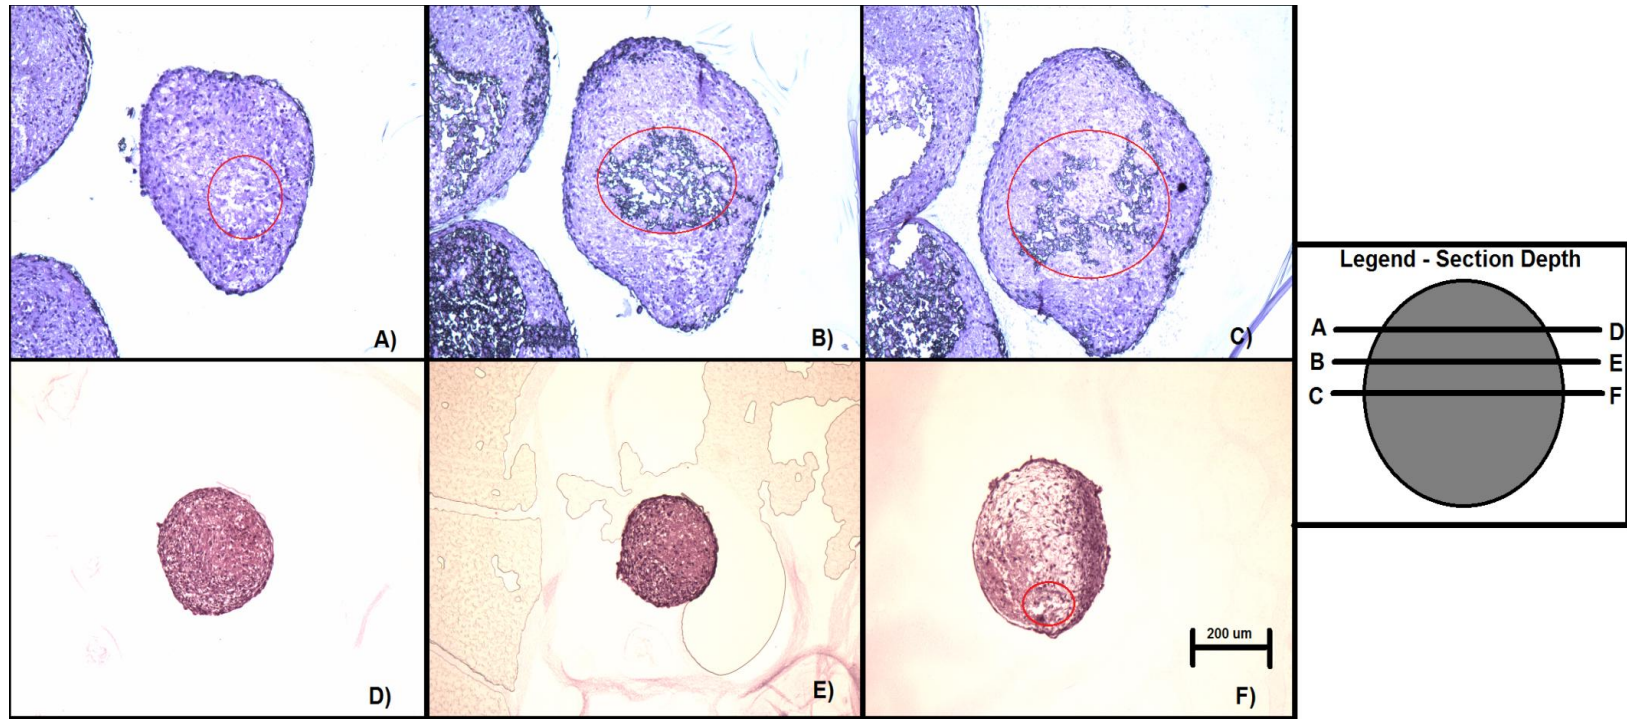 A)
B)
C)
Legend - Section Depth
A
D
B
E
C
F
D)
E)
F)
200 um